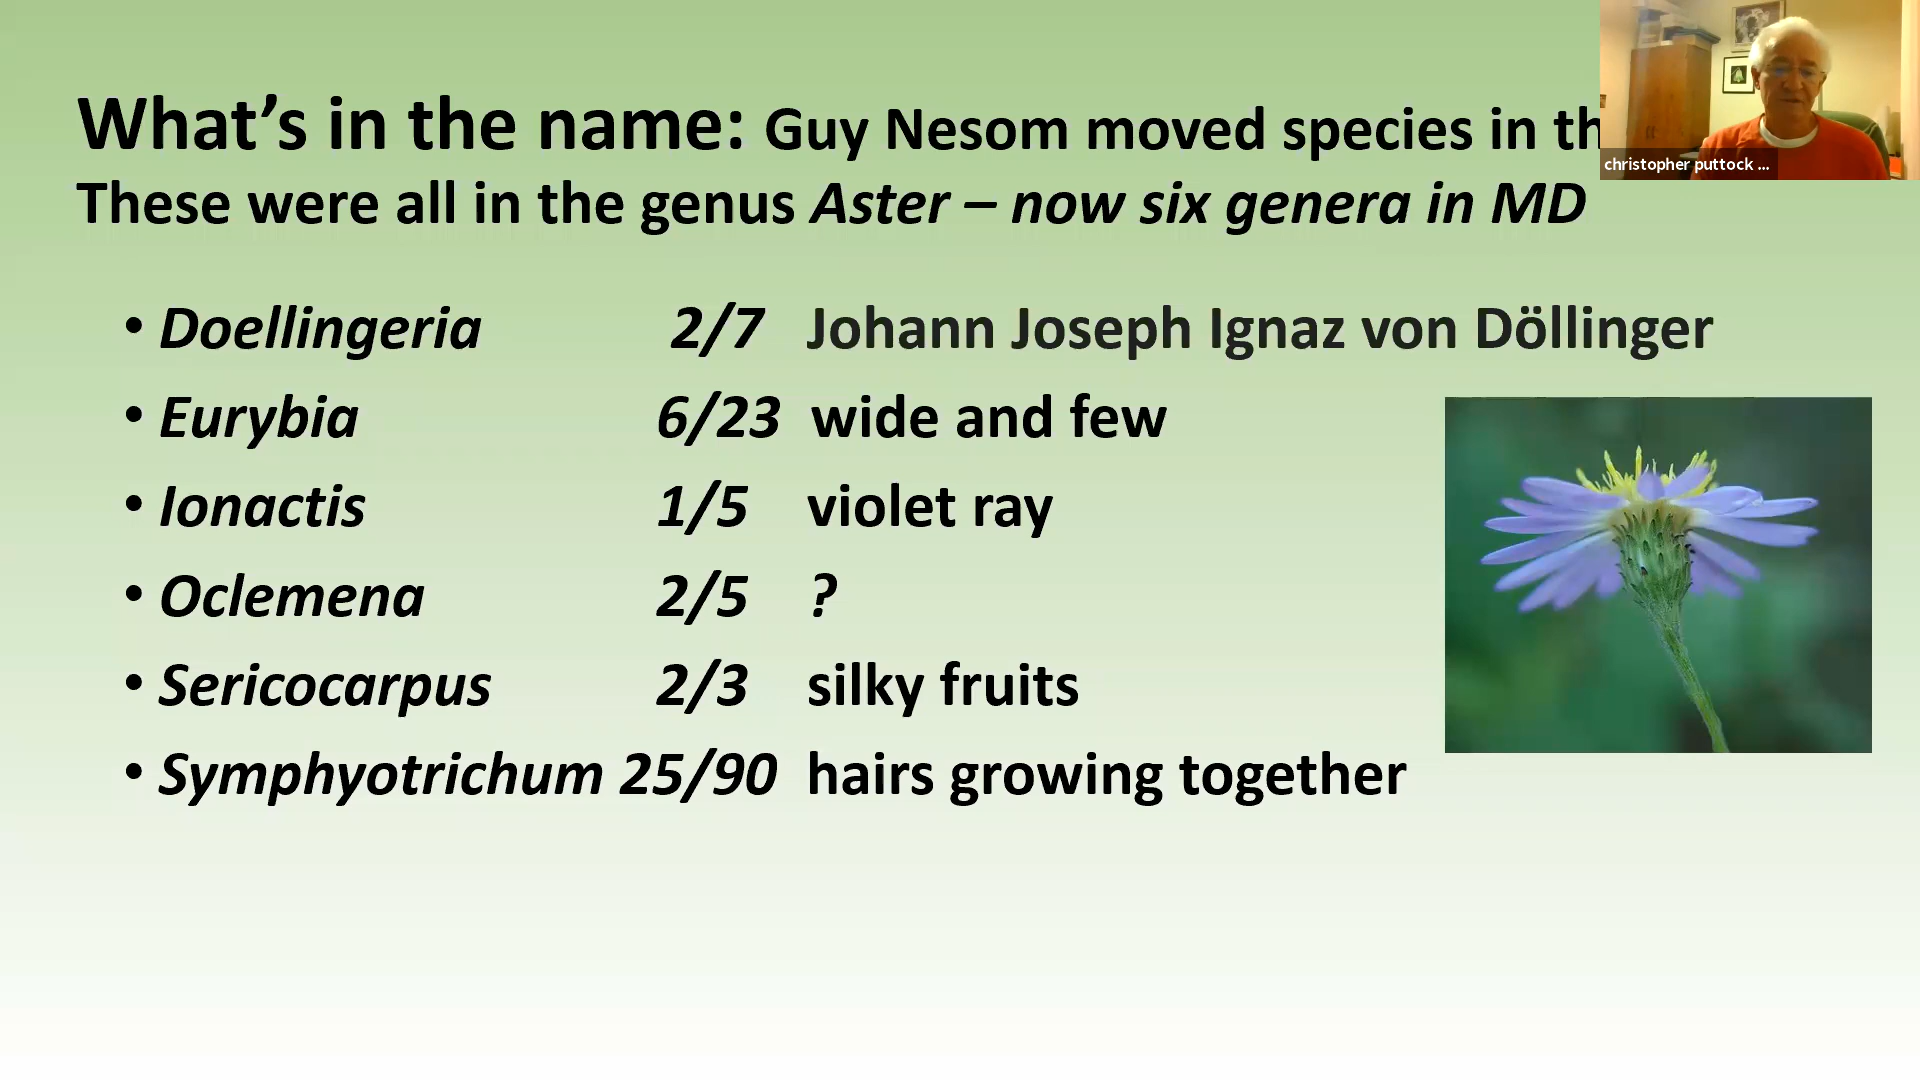 What’s in the name: Guy Nesom moved species in
These were all in the genus Aster – now six genera in MD
• Doellingeria 2/7 Johann Joseph Ignaz von Döllinger
• Eurybia 6/23 wide and few
• Ionactis 1/5 violet ray
• Oclemena 2/5 ?
• Sericocarpus 2/3 silky fruits
• Symphyotrichum 25/90 hairs growing together
christopher puttock ...